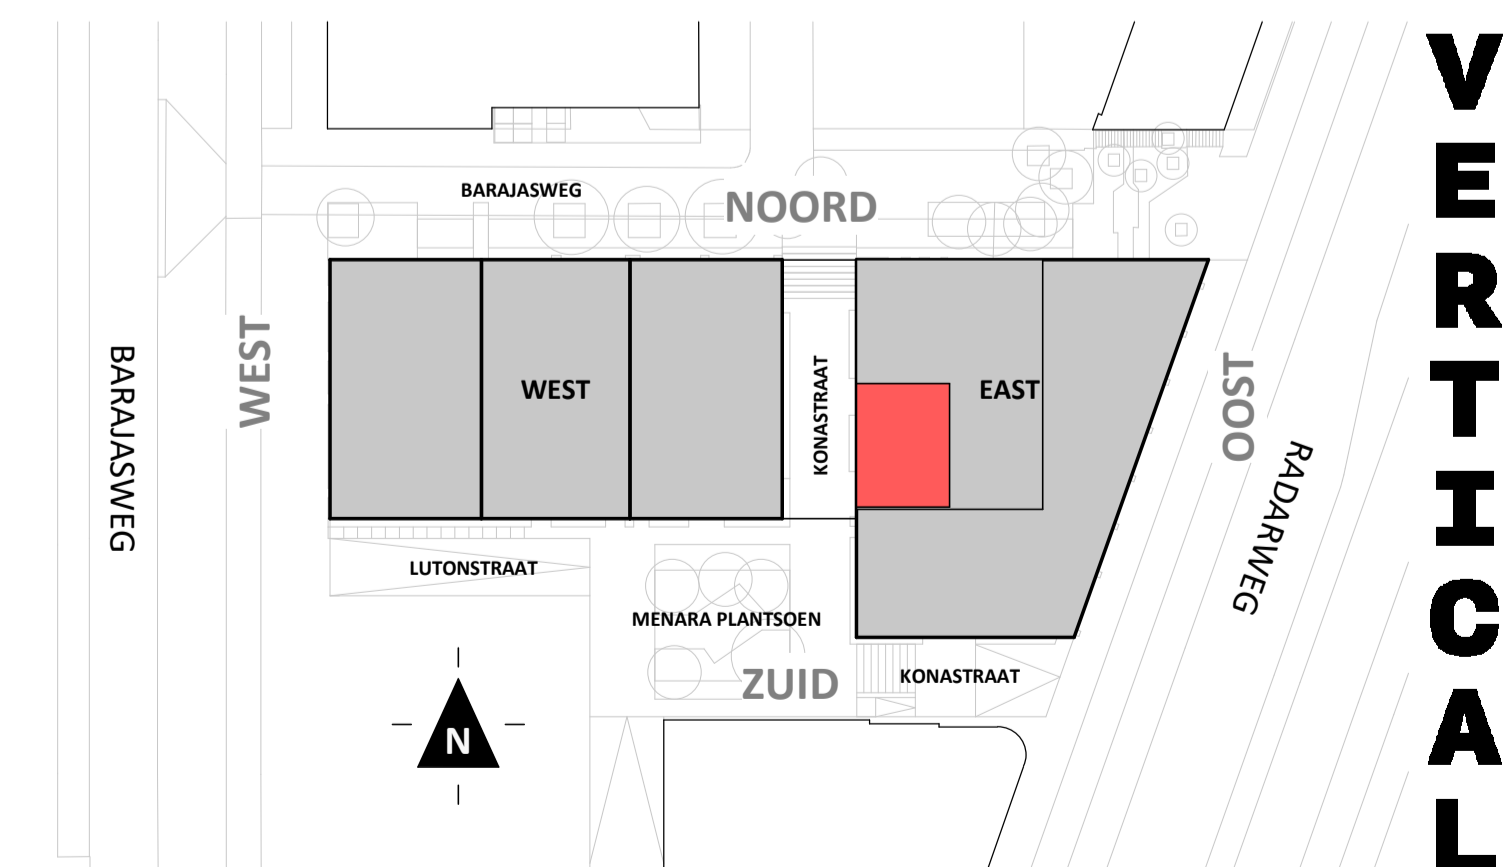 BARAJASWEG
NOORD
WEST
BARAJASWEG
WEST
KONASTRAAT
EAST
OOST
RADARWEG
LUTONSTRAAT
MENARA PLANTSOEN
ZUID
KONASTRAAT
N
VERTICAL